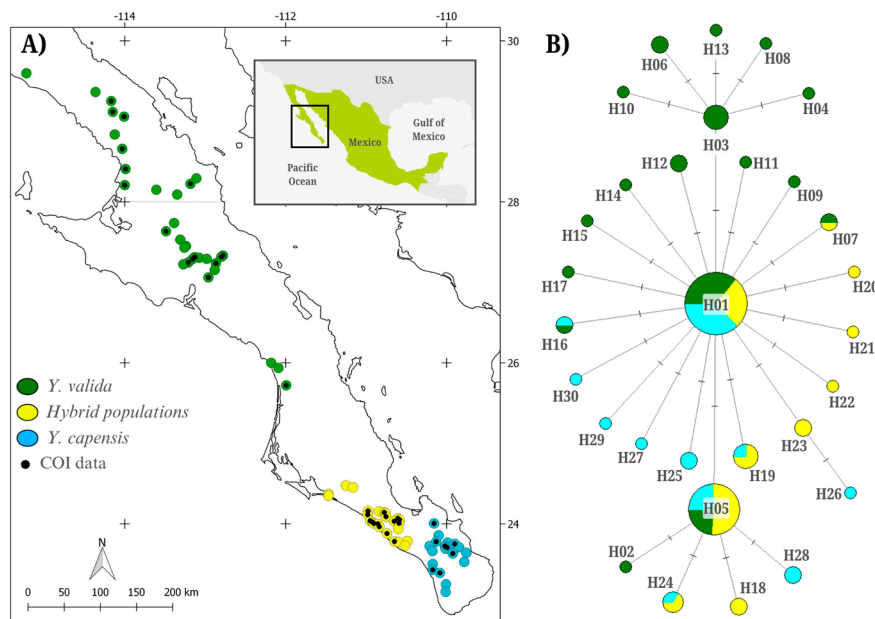 -114
-112
-110
A)
30
28
26
24
USA
Gulf of
Mexico
Mexico
Pacific
Ocean
Y. valida
Hybrid populations
Y. capensis
COI data
N
0 50 100 200 km
B)
H13
H06
H08
H10
H04
H03
H12
H11
H14
H09
H15
H07
H17
H01
H20
H16
H21
H30
H22
H29
H23
H27
H25
H19
H26
H05
H02
H28
H24
H18